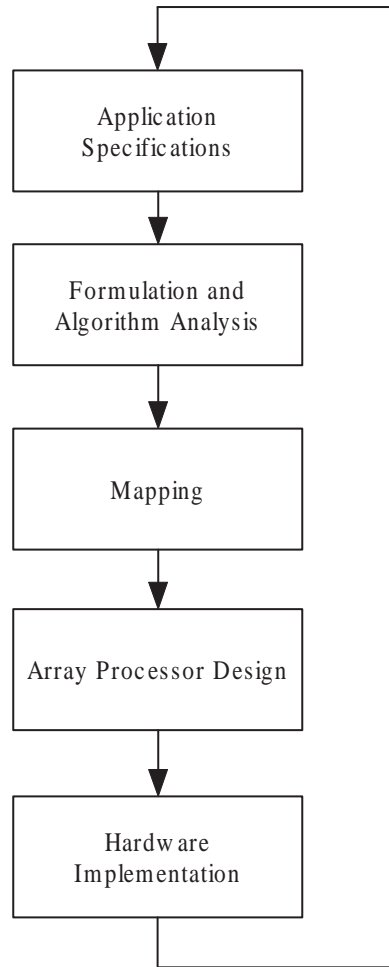 Application
Specifications
Formulation and
Algorithm Analysis
Mapping
Array Processor Design
Hardware
Implementation